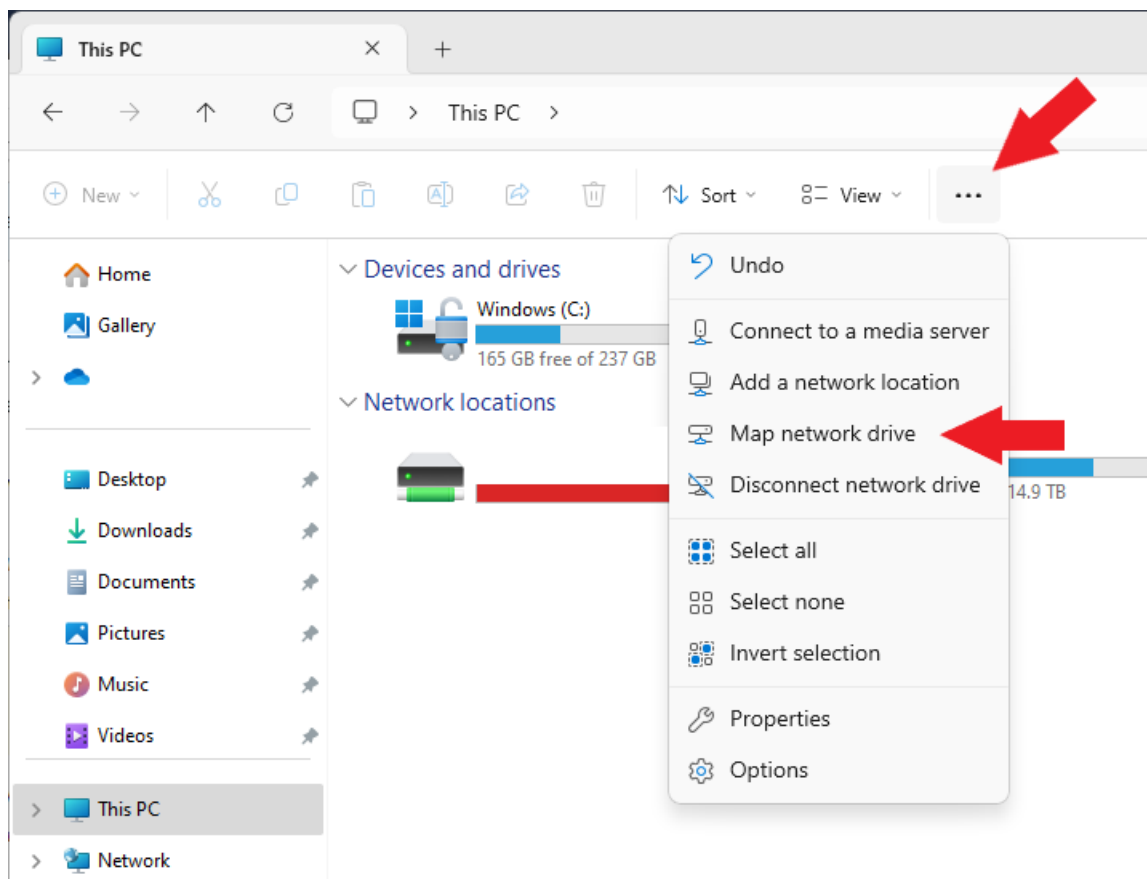 This PC
This PC
New
Sort
View
Home
Gallery
Desktop
Downloads
Documents
Pictures
Music
Videos
This PC
Network
Devices and drives
Windows (C:)
165 GB free of 237 GB
Network locations
14.9 TB
Undo
Connect to a media server
Add a network location
Map network drive
Disconnect network drive
Select all
Select none
Invert selection
Properties
Options